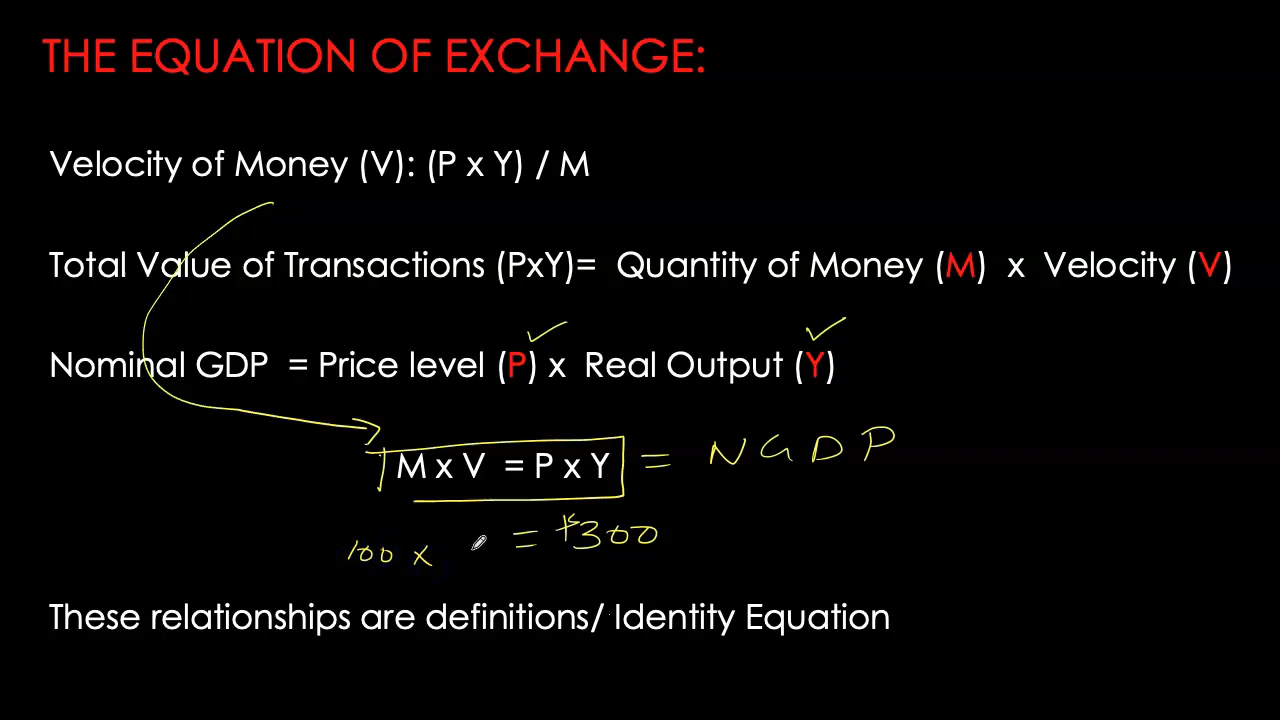 THE EQUATION OF EXCHANGE:
Velocity of Money (V): (P x Y) / M
Total Value of Transactions (PxY)= Quantity of Money (M) x Velocity (V)
Nominal GDP = Price level (P) x Real Output (Y)
M x V = P x Y = NGDP
100 x = $300
These relationships are definitions/ Identity Equation